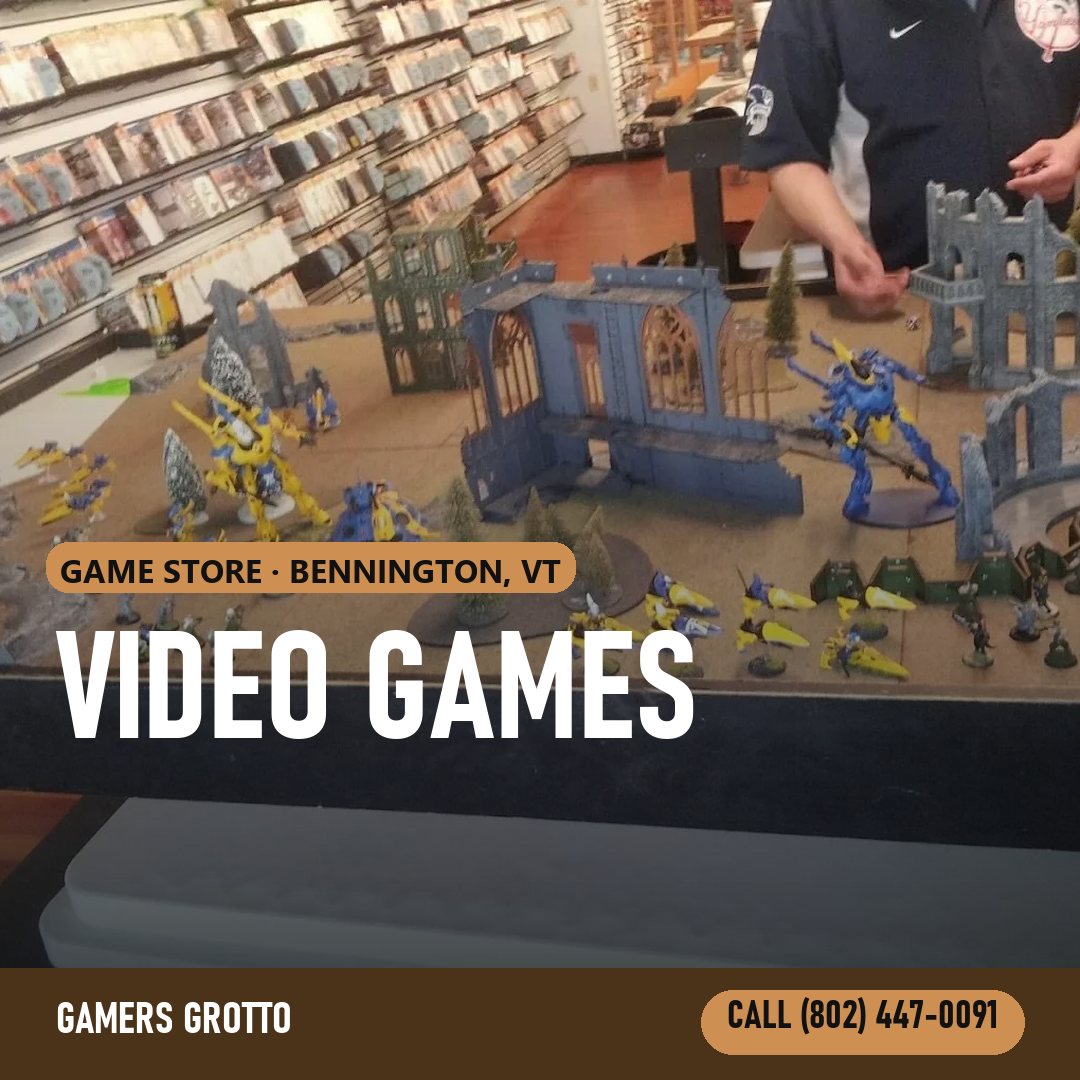 GAME STORE · BENNINGTON, VT
VIDEO GAMES
GAMERS GROTTO
CALL (802) 447-0091